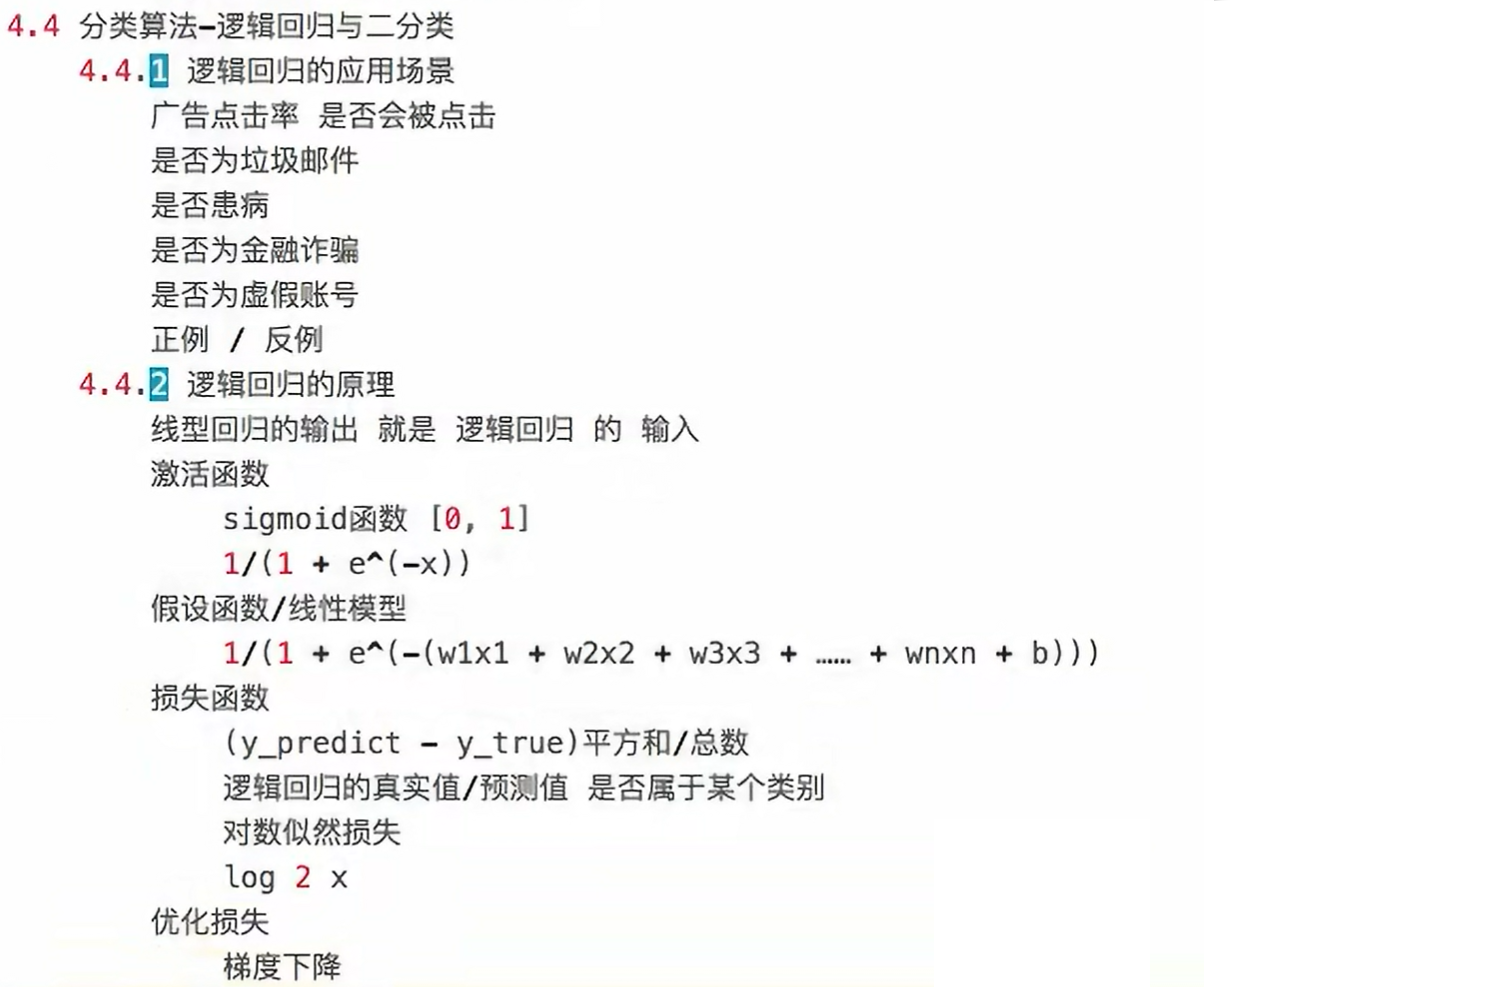 4.4 分类算法-逻辑回归与二分类
4.4.1 逻辑回归的应用场景
广告点击率 是否会被点击
是否为垃圾邮件
是否患病
是否为金融诈骗
是否为虚假账号
正例 / 反例
4.4.2 逻辑回归的原理
线型回归的输出 就是 逻辑回归 的 输入
激活函数
sigmoid函数 [0, 1]
1/(1 + e^(-x))
假设函数/线性模型
1/(1 + e^(-(w1x1 + w2x2 + w3x3 + …… + wnxn + b)))
损失函数
(y_predict - y_true)平方和/总数
逻辑回归的真实值/预测值 是否属于某个类别
对数似然损失
log 2 x
优化损失
梯度下降